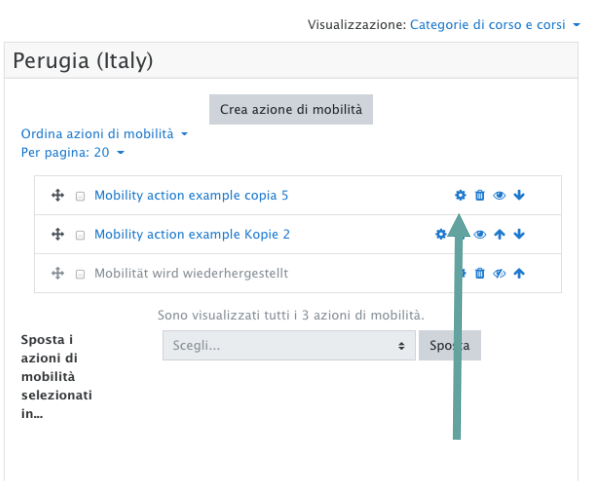 Visualizzazione: Categorie di corso e corsi
Perugia (Italy)
Crea azione di mobilità
Ordina azioni di mobilità
Per pagina: 20
Mobility action example copia 5
Mobility action example Kopie 2
Mobilität wird wiederhergestellt
Sono visualizzati tutti i 3 azioni di mobilità.
Sposta i
azioni di
mobilità
selezionati
in...
Scegli...
Sposta